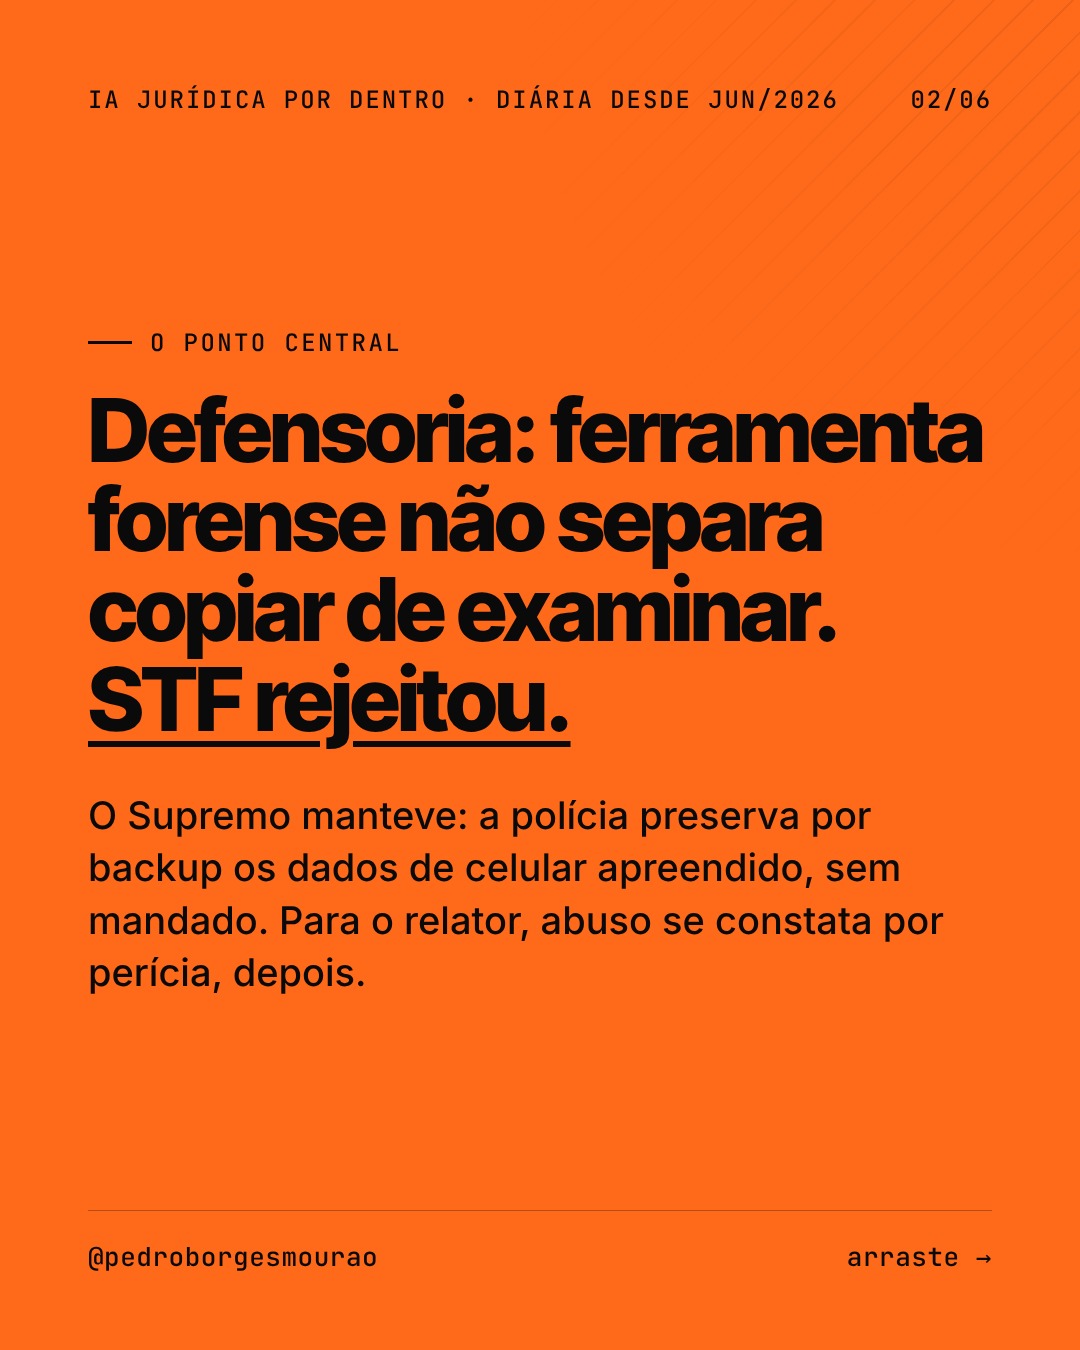 IA JURÍDICA POR DENTRO · DIÁRIA DESDE JUN/2026 02/06
O PONTO CENTRAL
Defensoria: ferramenta
forense não separa
copiar de examinar.
STF rejeitou.
O Supremo manteve: a polícia preserva por
backup os dados de celular apreendido, sem
mandado. Para o relator, abuso se constata por
perícia, depois.
@pedroborgesmourao arraste →